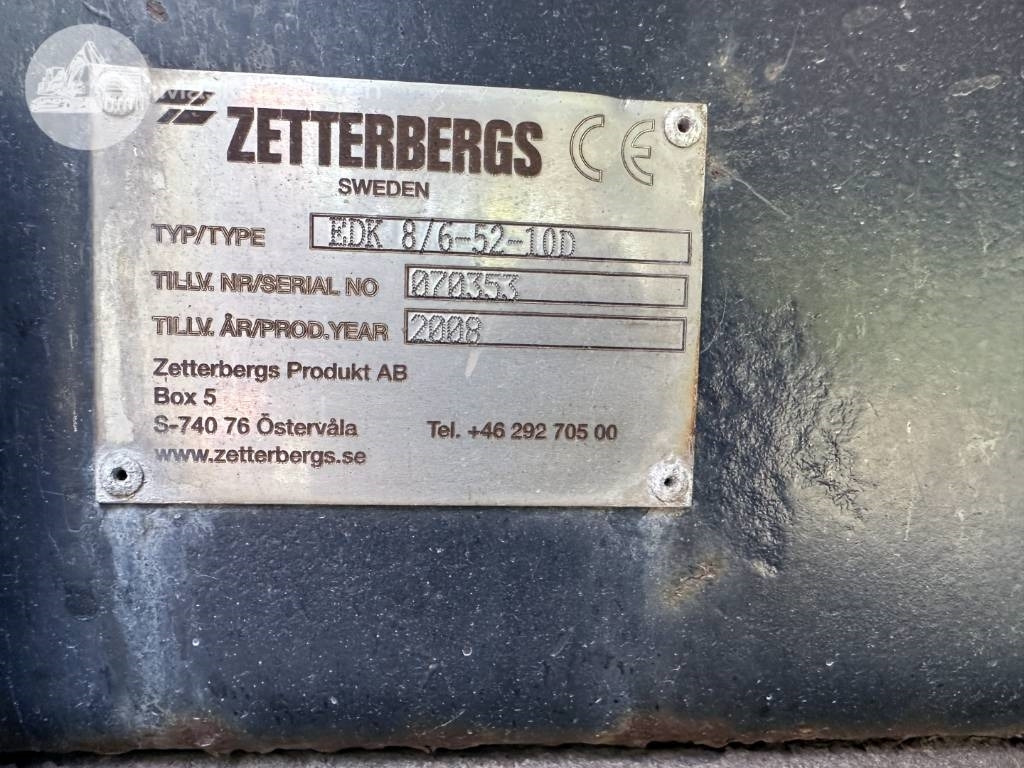 ZETTERBERGS CE
SWEDEN
TYP/TYPE EDK 8/6-52-10D
TILLV. NR/SERIAL NO 070353
TILLV. ÅR/PROD.YEAR 2008
Zetterbergs Produkt AB
Box 5
S-740 76 Östervåla Tel. +46 292 705 00
www.zetterbergs.se